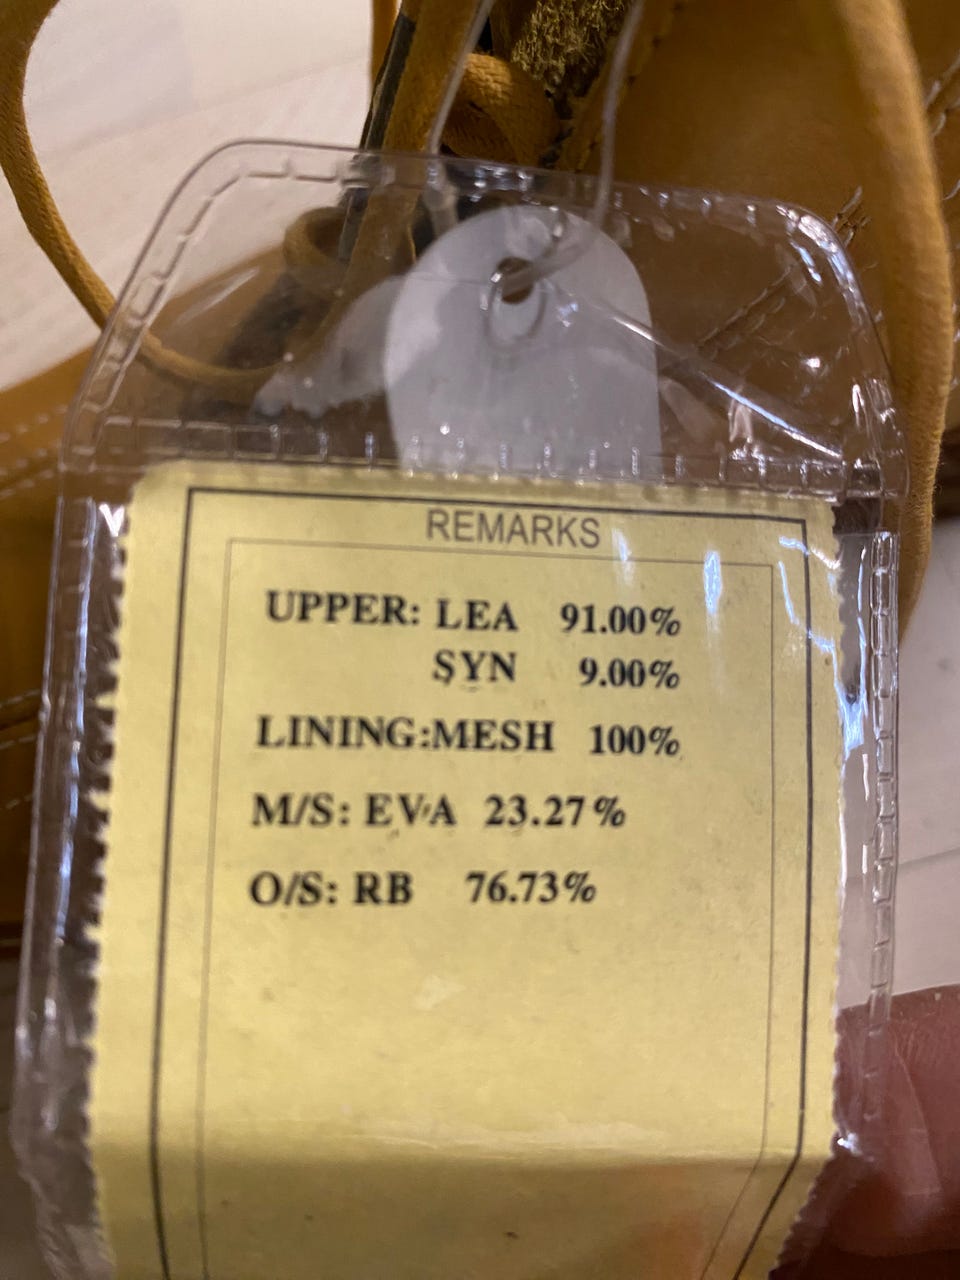 REMARKS
UPPER: LEA 91.00%
SYN 9.00%
LINING:MESH 100%
M/S: EVA 23.27%
O/S: RB 76.73%